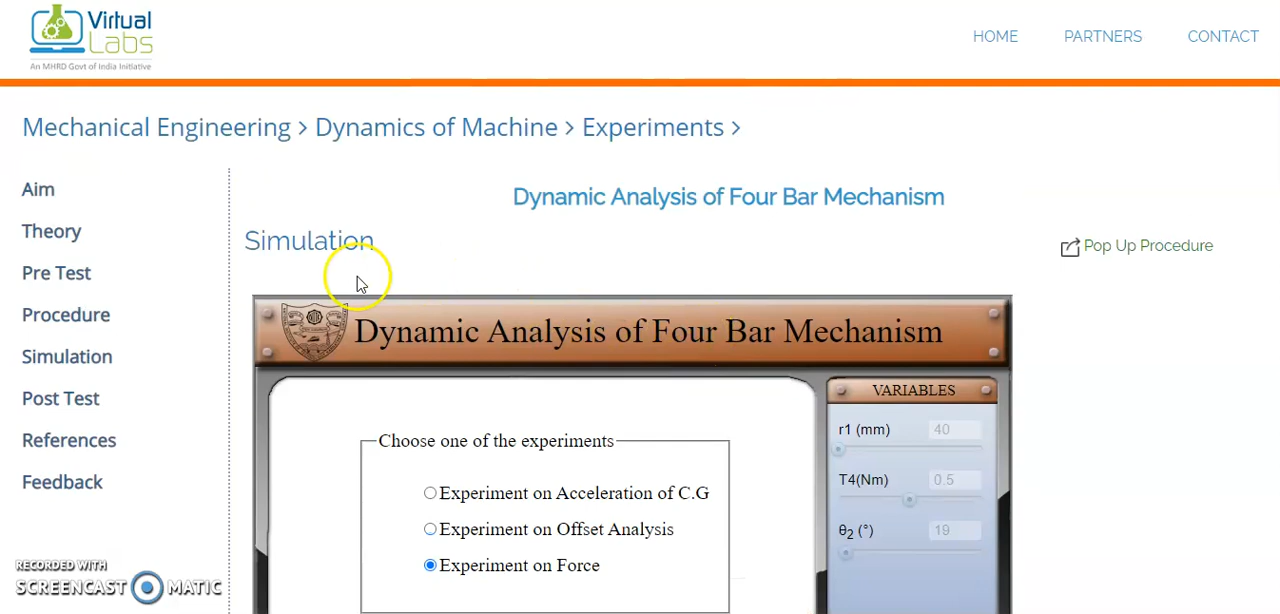 Virtual
Labs
An MHRD Govt of India Initiative
HOME PARTNERS CONTACT
Mechanical Engineering > Dynamics of Machine > Experiments >
Aim
Theory
Pre Test
Procedure
Simulation
Post Test
References
Feedback
Dynamic Analysis of Four Bar Mechanism
Simulation
Pop Up Procedure
Dynamic Analysis of Four Bar Mechanism
Choose one of the experiments
Experiment on Acceleration of C.G
Experiment on Offset Analysis
Experiment on Force
VARIABLES
r1 (mm) 40
T4(Nm) 0.5
θ2 (°) 19
RECORDED WITH
SCREENCAST MATIC